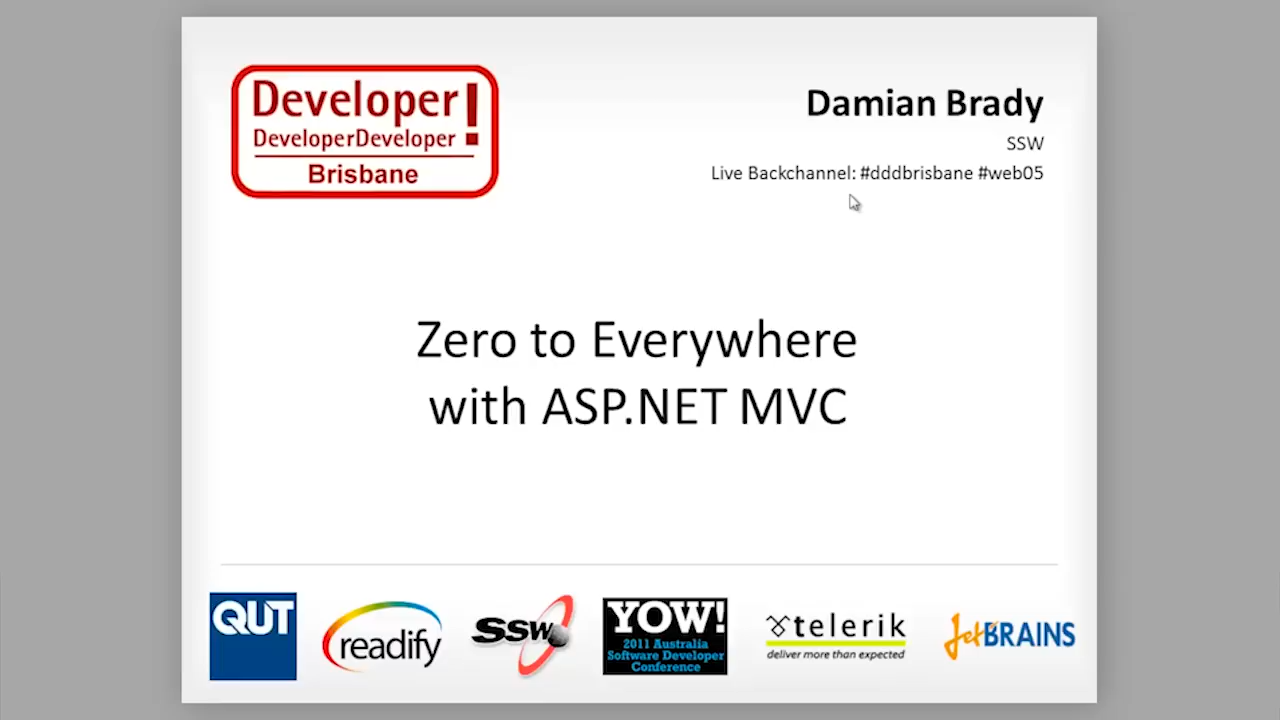 Developer!
DeveloperDeveloper
Brisbane
Damian Brady
SSW
Live Backchannel: #dddbrisbane #web05
Zero to Everywhere
with ASP.NET MVC
QUT
readify
SSW
YOW!
2011 Australia
Software Developer
Conference
telerik
deliver more than expected
JetBRAINS